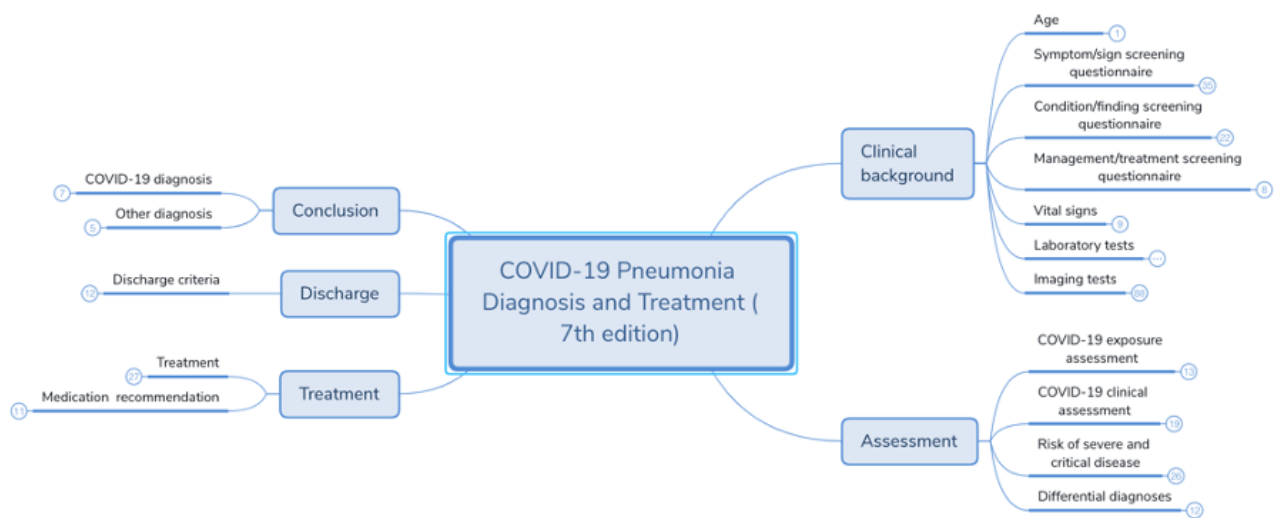 COVID-19 Pneumonia
Diagnosis and Treatment (
7th edition)
Clinical
background
Age
1
Symptom/sign screening
questionnaire
35
Condition/finding screening
questionnaire
22
Management/treatment screening
questionnaire
8
Vital signs
9
Laboratory tests
...
Imaging tests
88
Assessment
COVID-19 exposure
assessment
13
COVID-19 clinical
assessment
19
Risk of severe and
critical disease
26
Differential diagnoses
12
Conclusion
COVID-19 diagnosis
7
Other diagnosis
5
Discharge
Discharge criteria
12
Treatment
Treatment
27
Medication recommendation
11